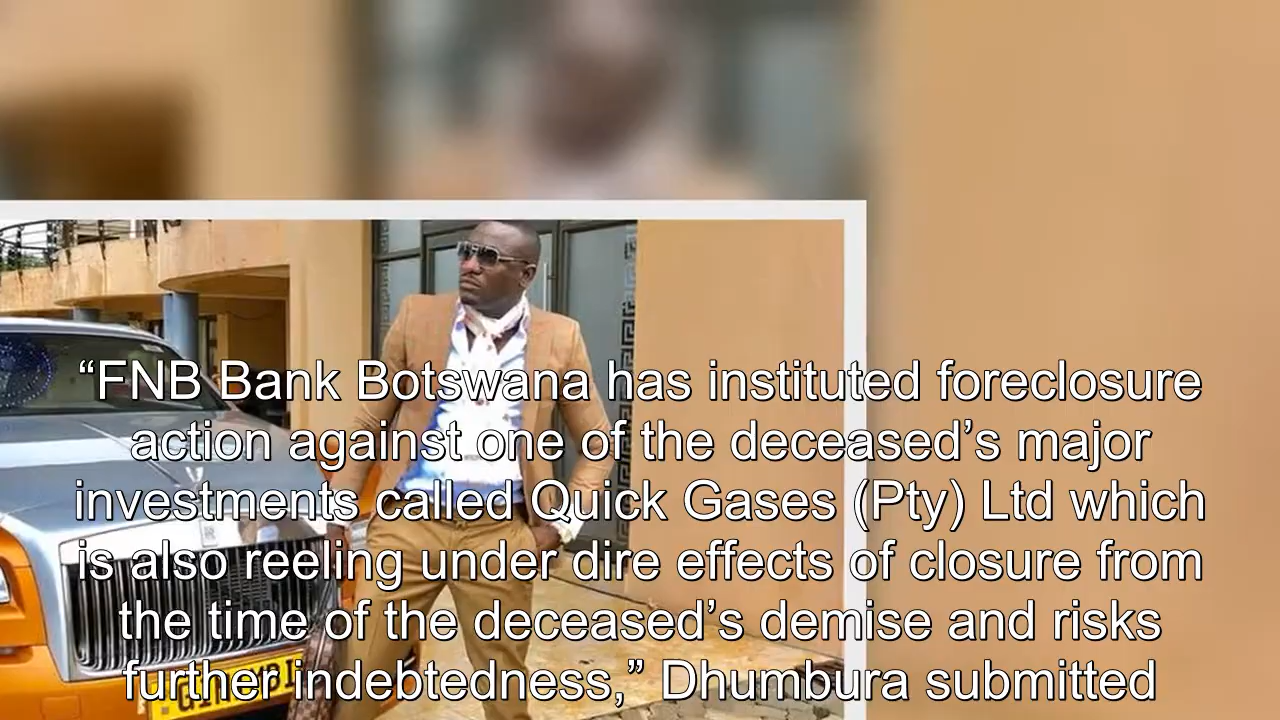 “FNB Bank Botswana has instituted foreclosure
action against one of the deceased’s major
investments called Quick Gases (Pty) Ltd which
is also reeling under dire effects of closure from
the time of the deceased’s demise and risks
further indebtedness,” Dhumbura submitted